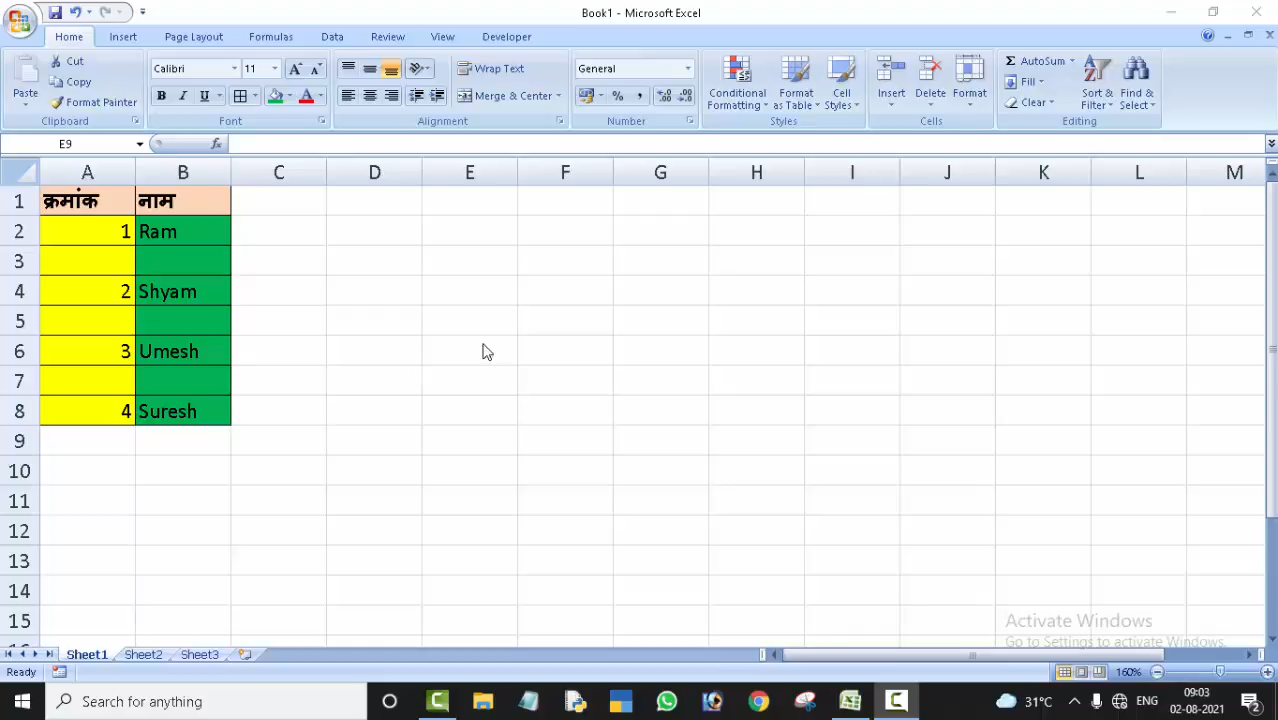 Book1 - Microsoft Excel
Home Insert Page Layout Formulas Data Review View Developer
Cut Calibri 11 Wrap Text General AutoSum
Copy Fill
Paste Format Painter Merge & Center Conditional Formatting Format as Table Cell Styles Insert Delete Format Clear Sort & Filter Find & Select
Clipboard Font Alignment Number Styles Cells Editing
E9 fx
A B C D E F G H I J K L M
1 क्रमांक नाम
2 1 Ram
3
4 2 Shyam
5
6 3 Umesh
7
8 4 Suresh
9
10
11
12
13
14
15
Activate Windows
Go to Settings to activate Windows.
Sheet1 Sheet2 Sheet3
Ready 160%
Search for anything 31°C ENG 09:03
02-08-2021 2